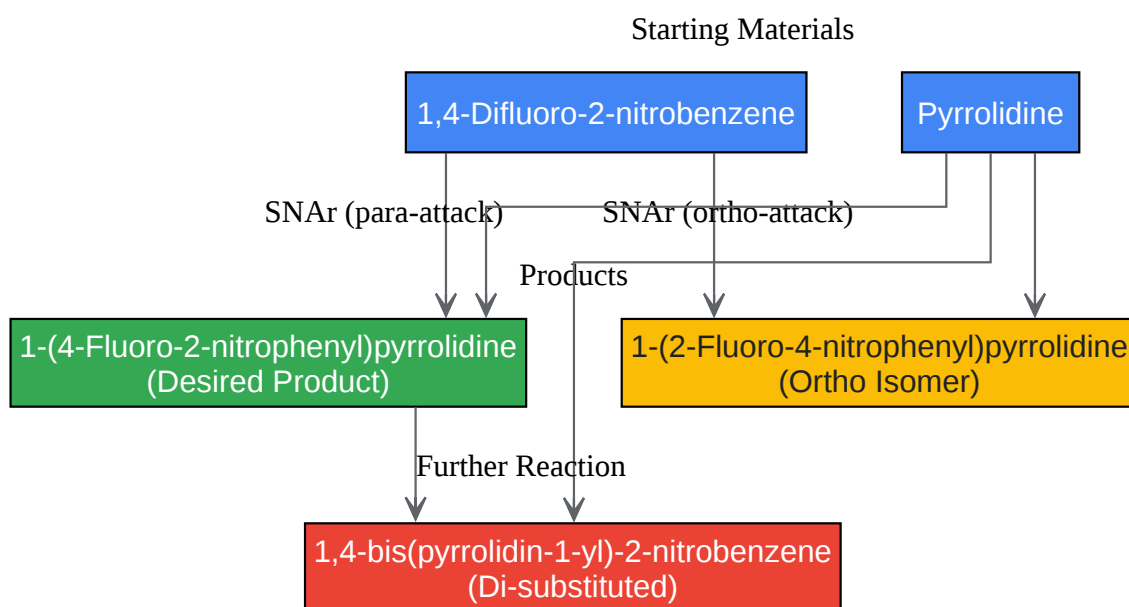 Starting Materials
1,4-Difluoro-2-nitrobenzene
Pyrrolidine
SNAr (para-attack)
SNAr (ortho-attack)
Products
1-(4-Fluoro-2-nitrophenyl)pyrrolidine
(Desired Product)
1-(2-Fluoro-4-nitrophenyl)pyrrolidine
(Ortho Isomer)
Further Reaction
1,4-bis(pyrrolidin-1-yl)-2-nitrobenzene
(Di-substituted)